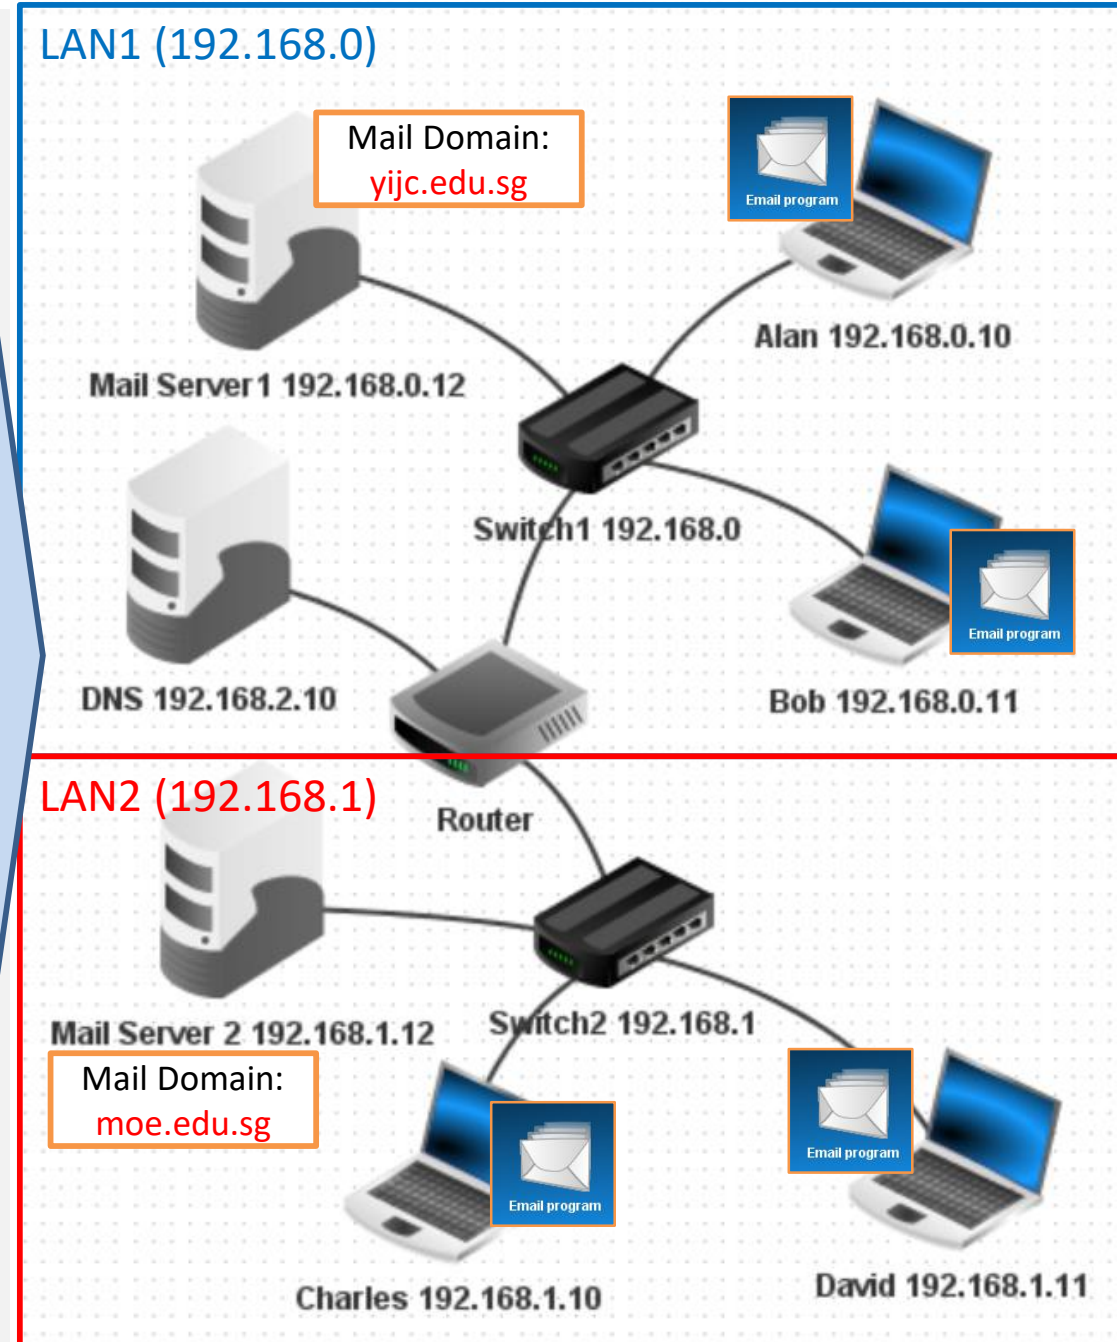 LAN1 (192.168.0)
Mail Domain:
yijc.edu.sg
Email program
Alan 192.168.0.10
Mail Server1 192.168.0.12
Switch1 192.168.0
Email program
DNS 192.168.2.10
Bob 192.168.0.11
LAN2 (192.168.1)
Router
Switch2 192.168.1
Mail Server 2 192.168.1.12
Mail Domain:
moe.edu.sg
Email program
Email program
David 192.168.1.11
Charles 192.168.1.10